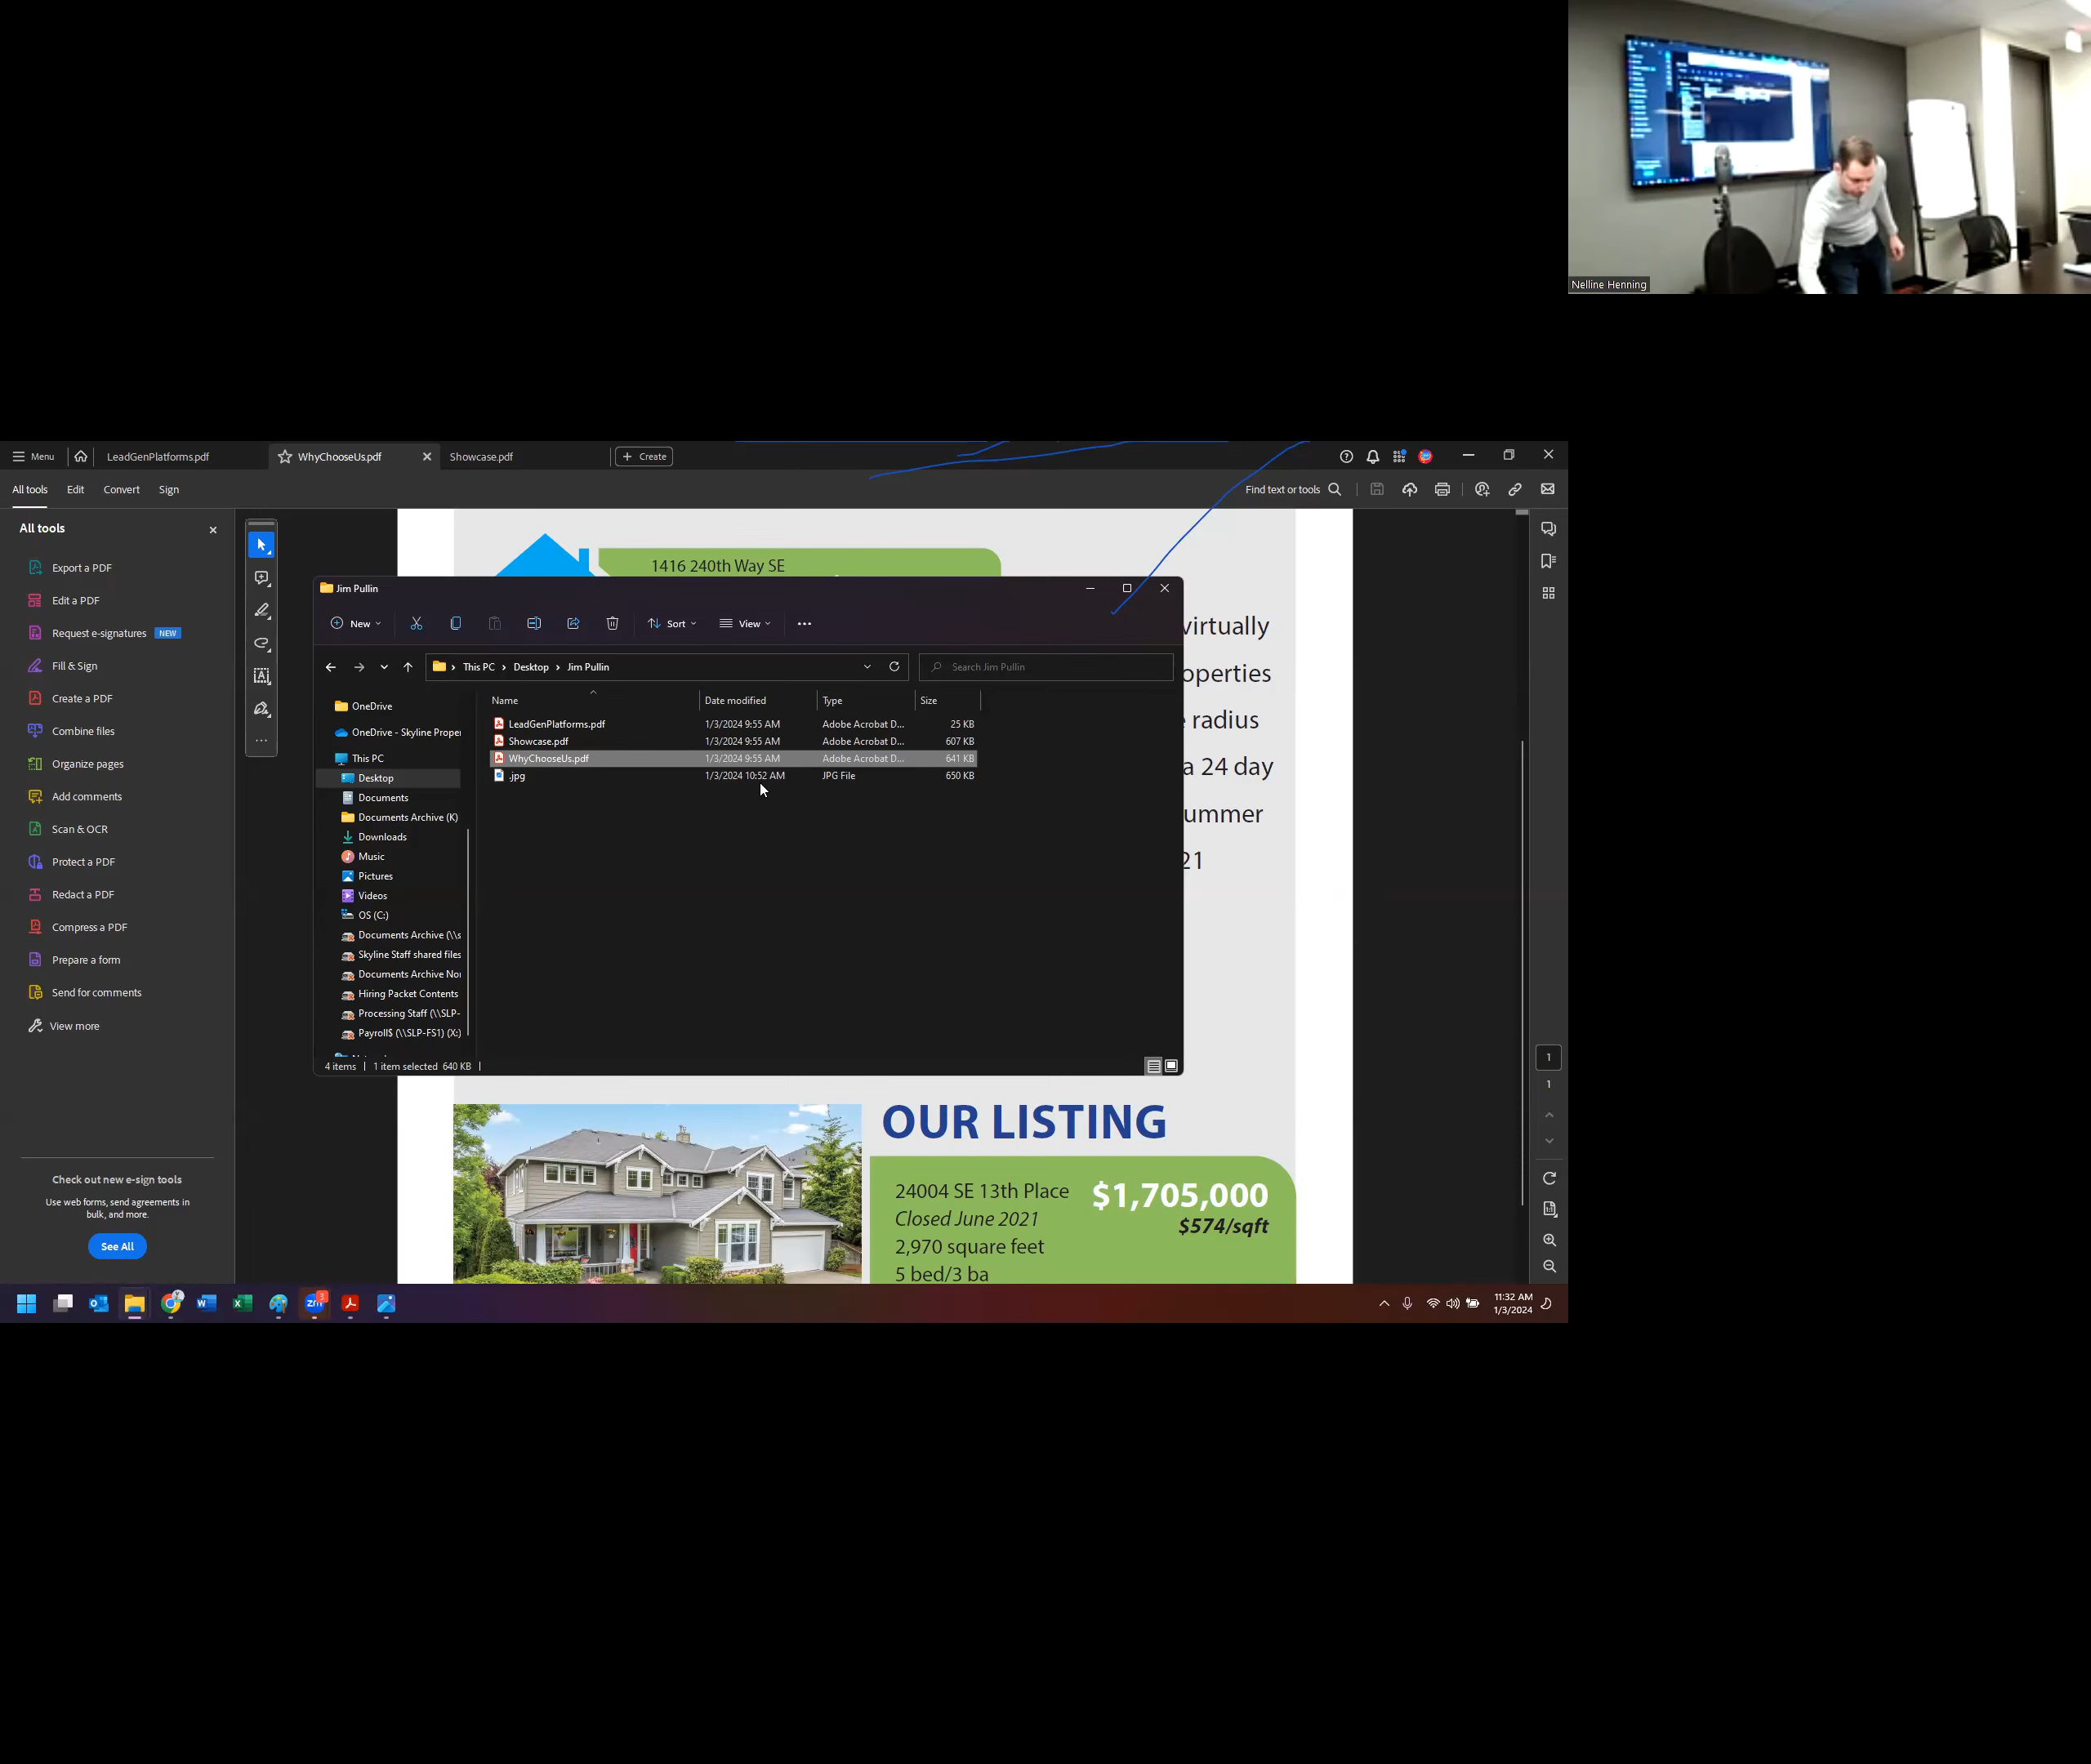 Nelline Henning
Menu
LeadGenPlatforms.pdf
WhyChooseUs.pdf
Showcase.pdf
Create
All tools
Edit
Convert
Sign
Find text or tools
All tools
Export a PDF
Edit a PDF
Request e-signatures NEW
Fill & Sign
Create a PDF
Combine files
Organize pages
Add comments
Scan & OCR
Protect a PDF
Redact a PDF
Compress a PDF
Prepare a form
Send for comments
View more
Check out new e-sign tools
Use web forms, send agreements in
bulk, and more.
See All
1416 240th Way SE
Jim Pullin
New
Sort
View
This PC > Desktop > Jim Pullin
Search Jim Pullin
OneDrive
OneDrive - Skyline Proper
This PC
Desktop
Documents
Documents Archive (K)
Downloads
Music
Pictures
Videos
OS (C:)
Documents Archive (\\s
Skyline Staff shared files
Documents Archive No
Hiring Packet Contents
Processing Staff (\\SLP-
Payroll$ (\\SLP-FS1) (X:)
Name Date modified Type Size
LeadGenPlatforms.pdf 1/3/2024 9:55 AM Adobe Acrobat D... 25 KB
Showcase.pdf 1/3/2024 9:55 AM Adobe Acrobat D... 607 KB
WhyChooseUs.pdf 1/3/2024 9:55 AM Adobe Acrobat D... 641 KB
.jpg 1/3/2024 10:52 AM JPG File 650 KB
4 items 1 item selected 640 KB
virtually
operties
radius
a 24 day
ummer
21
OUR LISTING
24004 SE 13th Place
Closed June 2021
2,970 square feet
5 bed/3 ba
$1,705,000
$574/sqft
1
1
3
11:32 AM
1/3/2024